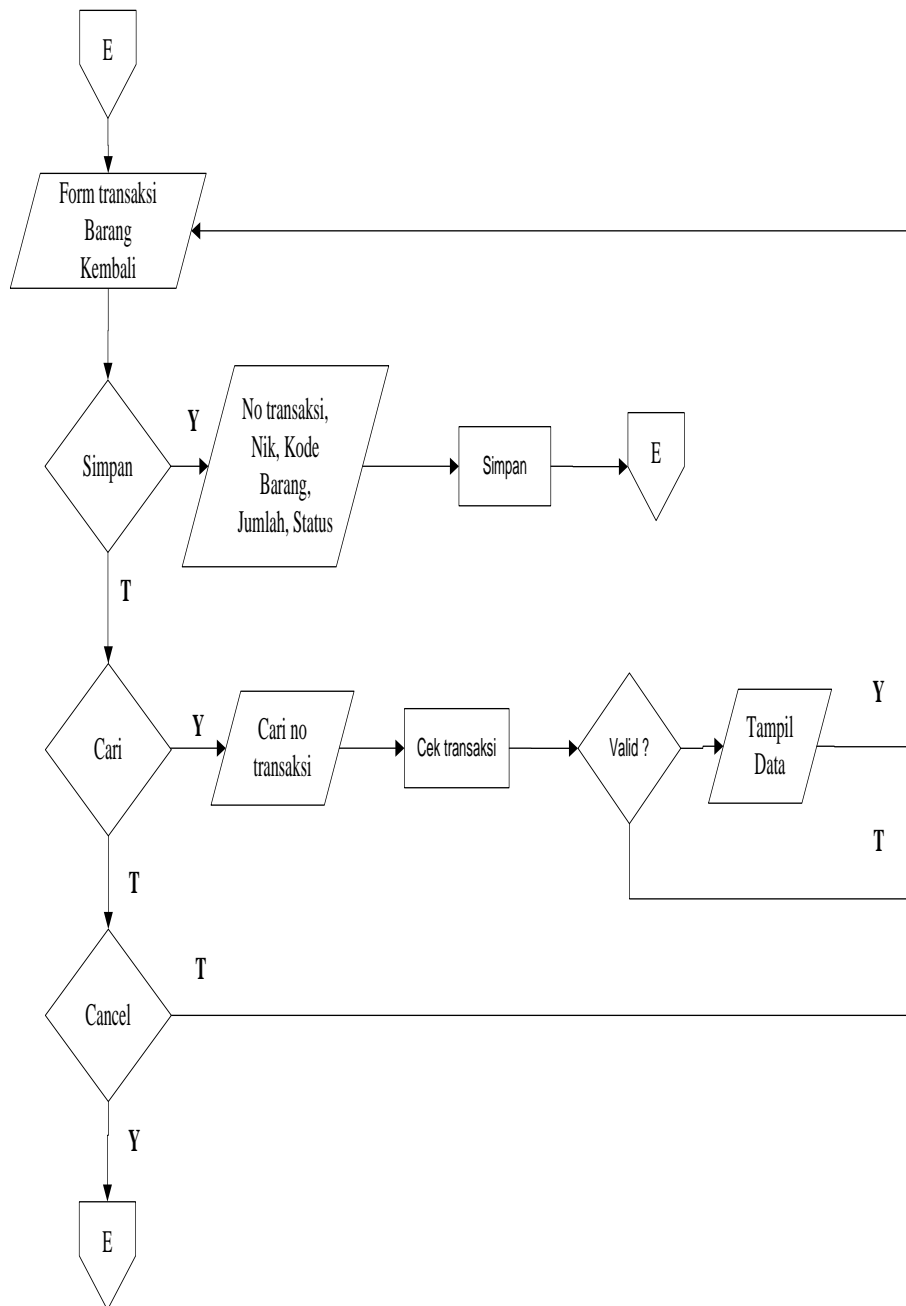 E
Form transaksi
Barang
Kembali
Simpan
Y
No transaksi,
Nik, Kode
Barang,
Jumlah, Status
Simpan
E
T
Cari
Y
Cari no
transaksi
Cek transaksi
Valid ?
Tampil
Data
Y
T
T
Cancel
T
Y
E